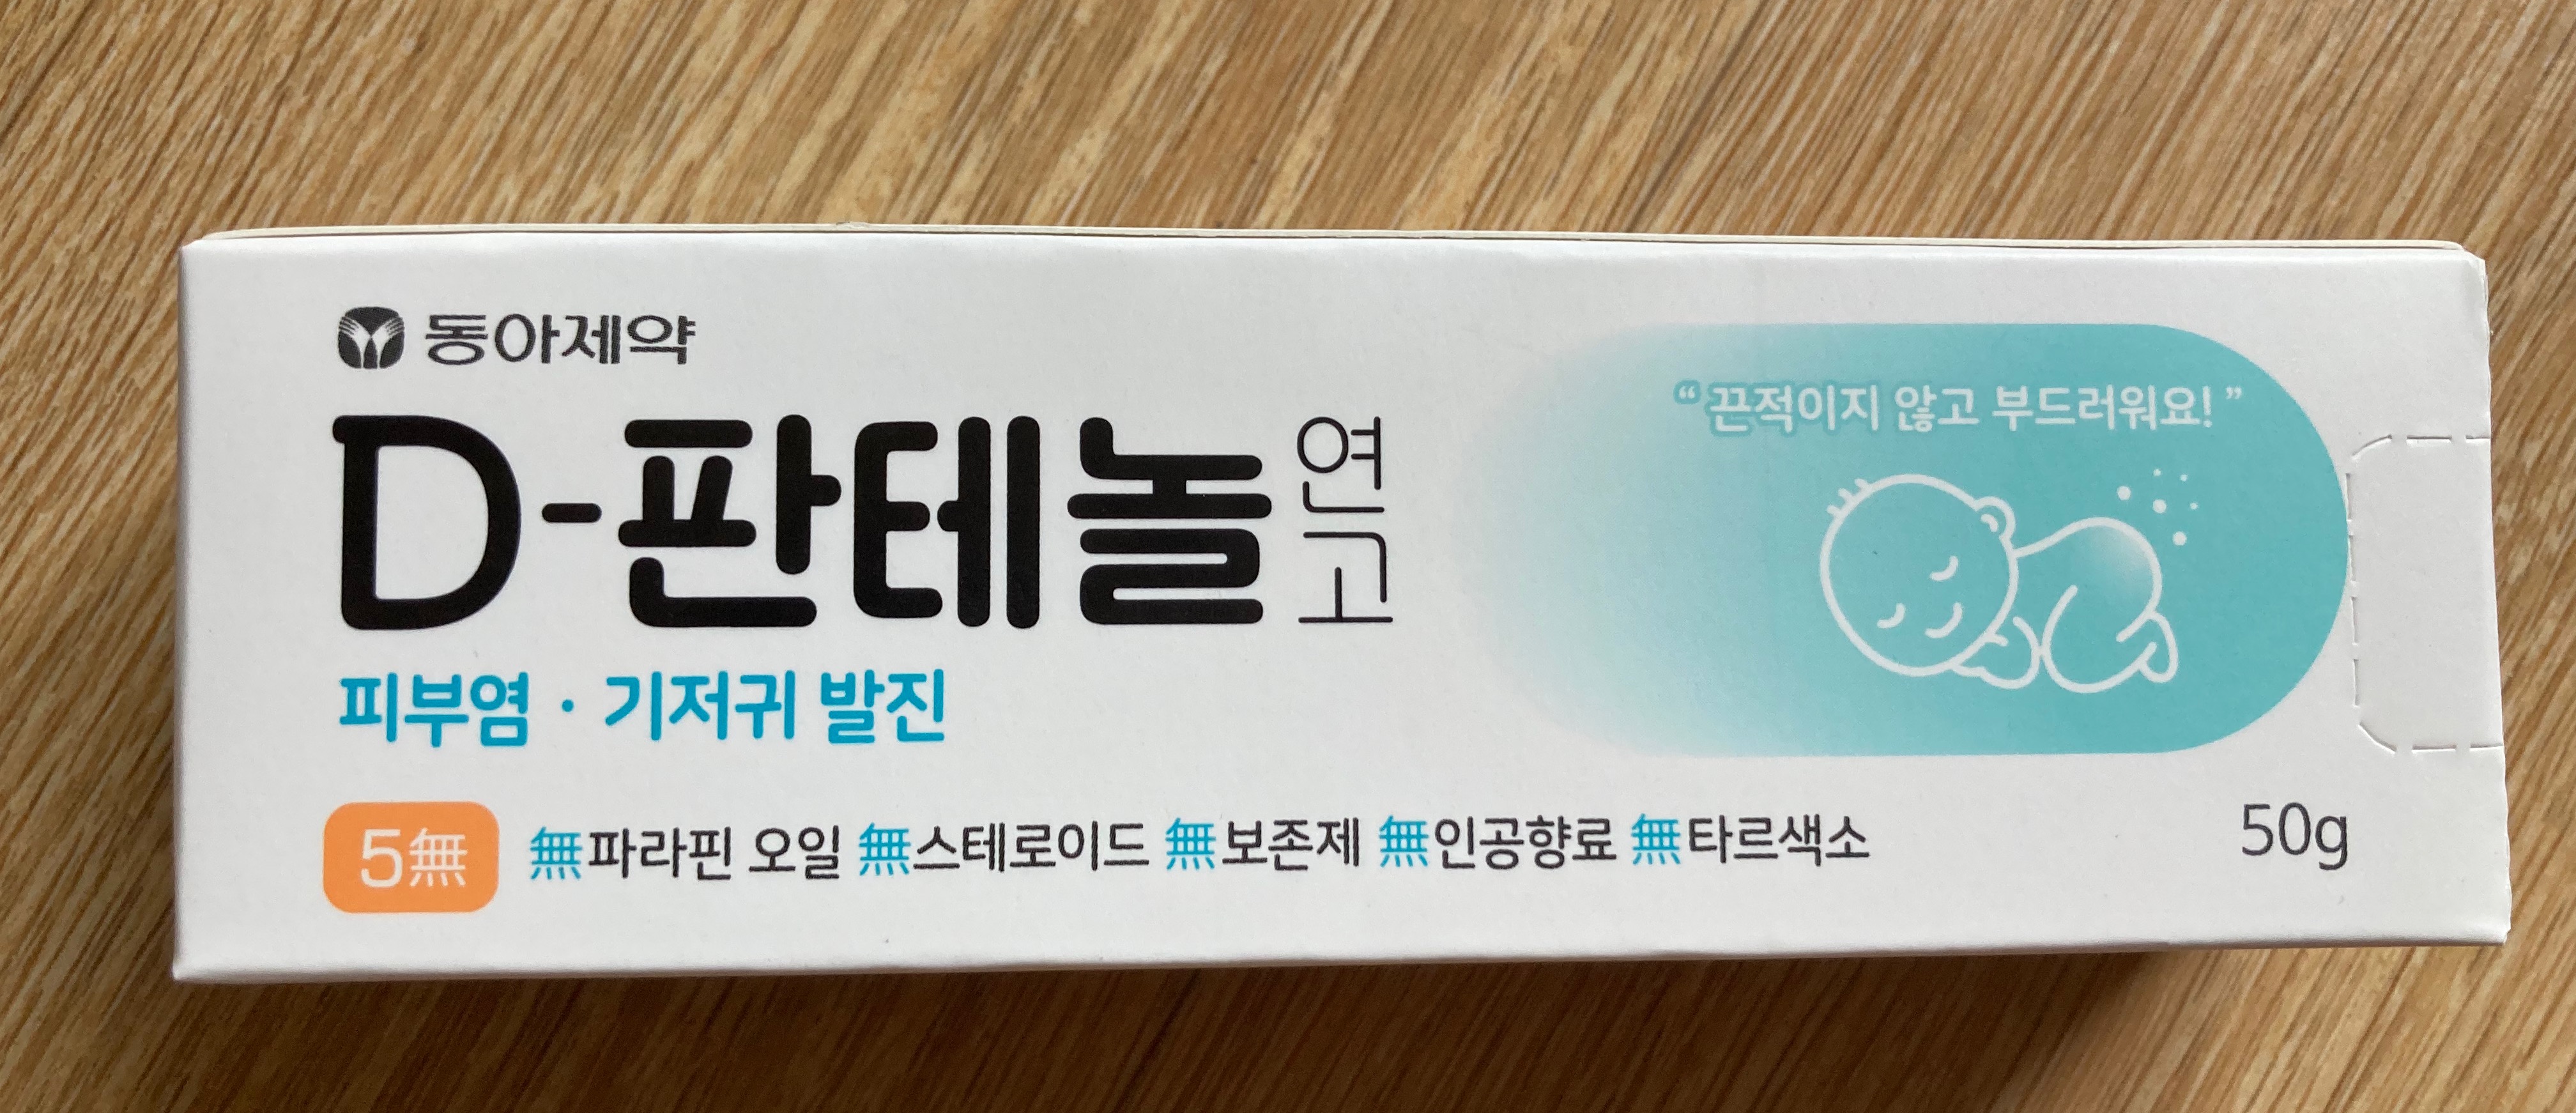 동아제약
D-판테놀 연고
피부염 · 기저귀 발진
“끈적이지 않고 부드러워요!”
5無 無파라핀 오일 無스테로이드 無보존제 無인공향료 無타르색소
50g